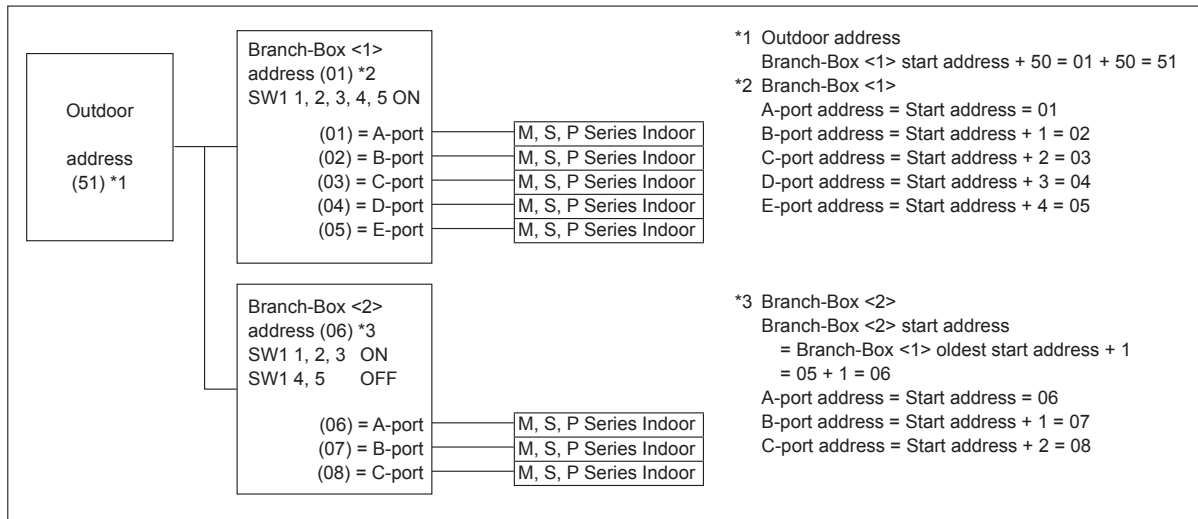 Outdoor
address
(51) *1
Branch-Box <1>
address (01) *2
SW1 1, 2, 3, 4, 5 ON
(01) = A-port
M, S, P Series Indoor
(02) = B-port
M, S, P Series Indoor
(03) = C-port
M, S, P Series Indoor
(04) = D-port
M, S, P Series Indoor
(05) = E-port
M, S, P Series Indoor
Branch-Box <2>
address (06) *3
SW1 1, 2, 3 ON
SW1 4, 5 OFF
(06) = A-port
M, S, P Series Indoor
(07) = B-port
M, S, P Series Indoor
(08) = C-port
M, S, P Series Indoor
*1 Outdoor address
Branch-Box <1> start address + 50 = 01 + 50 = 51
*2 Branch-Box <1>
A-port address = Start address = 01
B-port address = Start address + 1 = 02
C-port address = Start address + 2 = 03
D-port address = Start address + 3 = 04
E-port address = Start address + 4 = 05
*3 Branch-Box <2>
Branch-Box <2> start address
= Branch-Box <1> oldest start address + 1
= 05 + 1 = 06
A-port address = Start address = 06
B-port address = Start address + 1 = 07
C-port address = Start address + 2 = 08